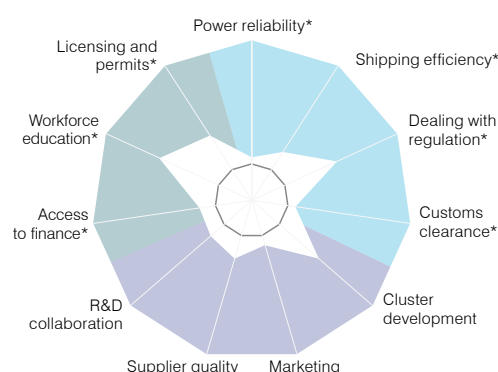 Power reliability*
Shipping efficiency*
Dealing with
regulation*
Customs
clearance*
Cluster
development
Marketing
Supplier quality
R&D
collaboration
Access
to finance*
Workforce
education*
Licensing and
permits*